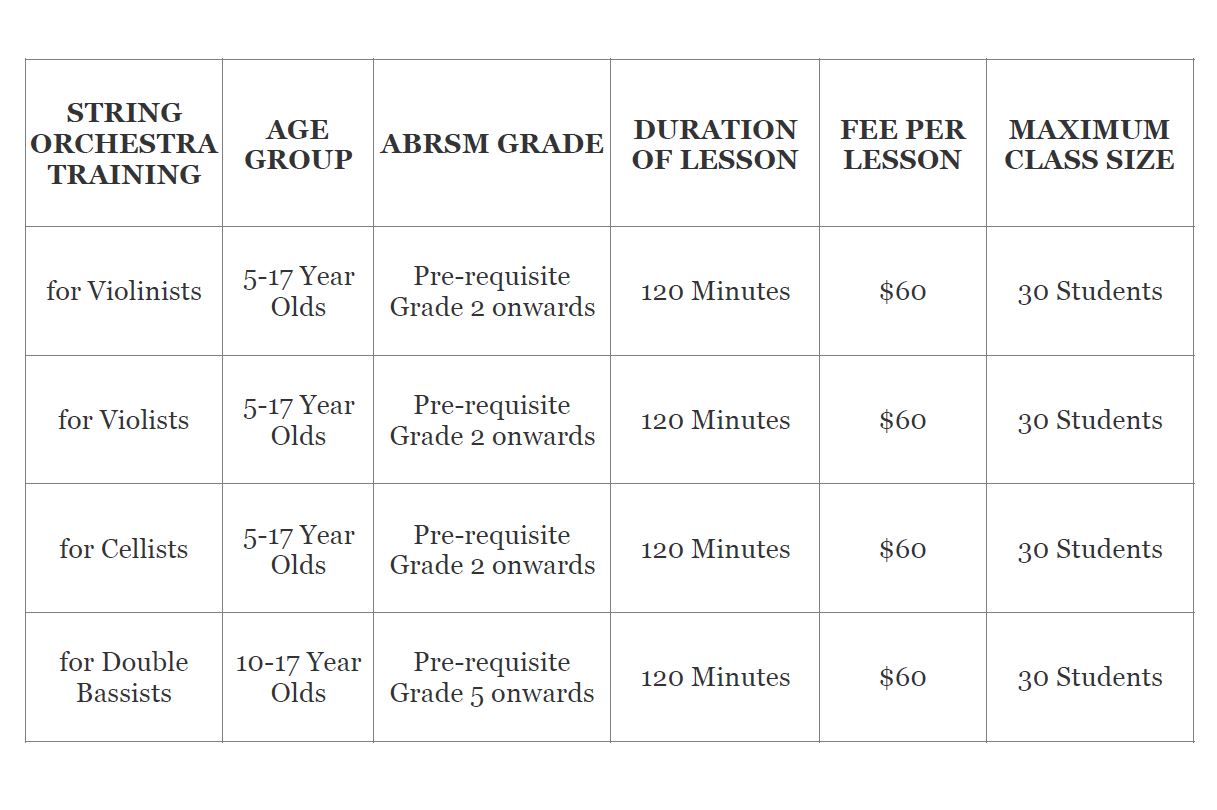 STRING
ORCHESTRA
TRAINING
AGE
GROUP
ABRSM GRADE
DURATION
OF LESSON
FEE PER
LESSON
MAXIMUM
CLASS SIZE
for Violinists
5-17 Year
Olds
Pre-requisite
Grade 2 onwards
120 Minutes
$60
30 Students
for Violists
5-17 Year
Olds
Pre-requisite
Grade 2 onwards
120 Minutes
$60
30 Students
for Cellists
5-17 Year
Olds
Pre-requisite
Grade 2 onwards
120 Minutes
$60
30 Students
for Double
Bassists
10-17 Year
Olds
Pre-requisite
Grade 5 onwards
120 Minutes
$60
30 Students